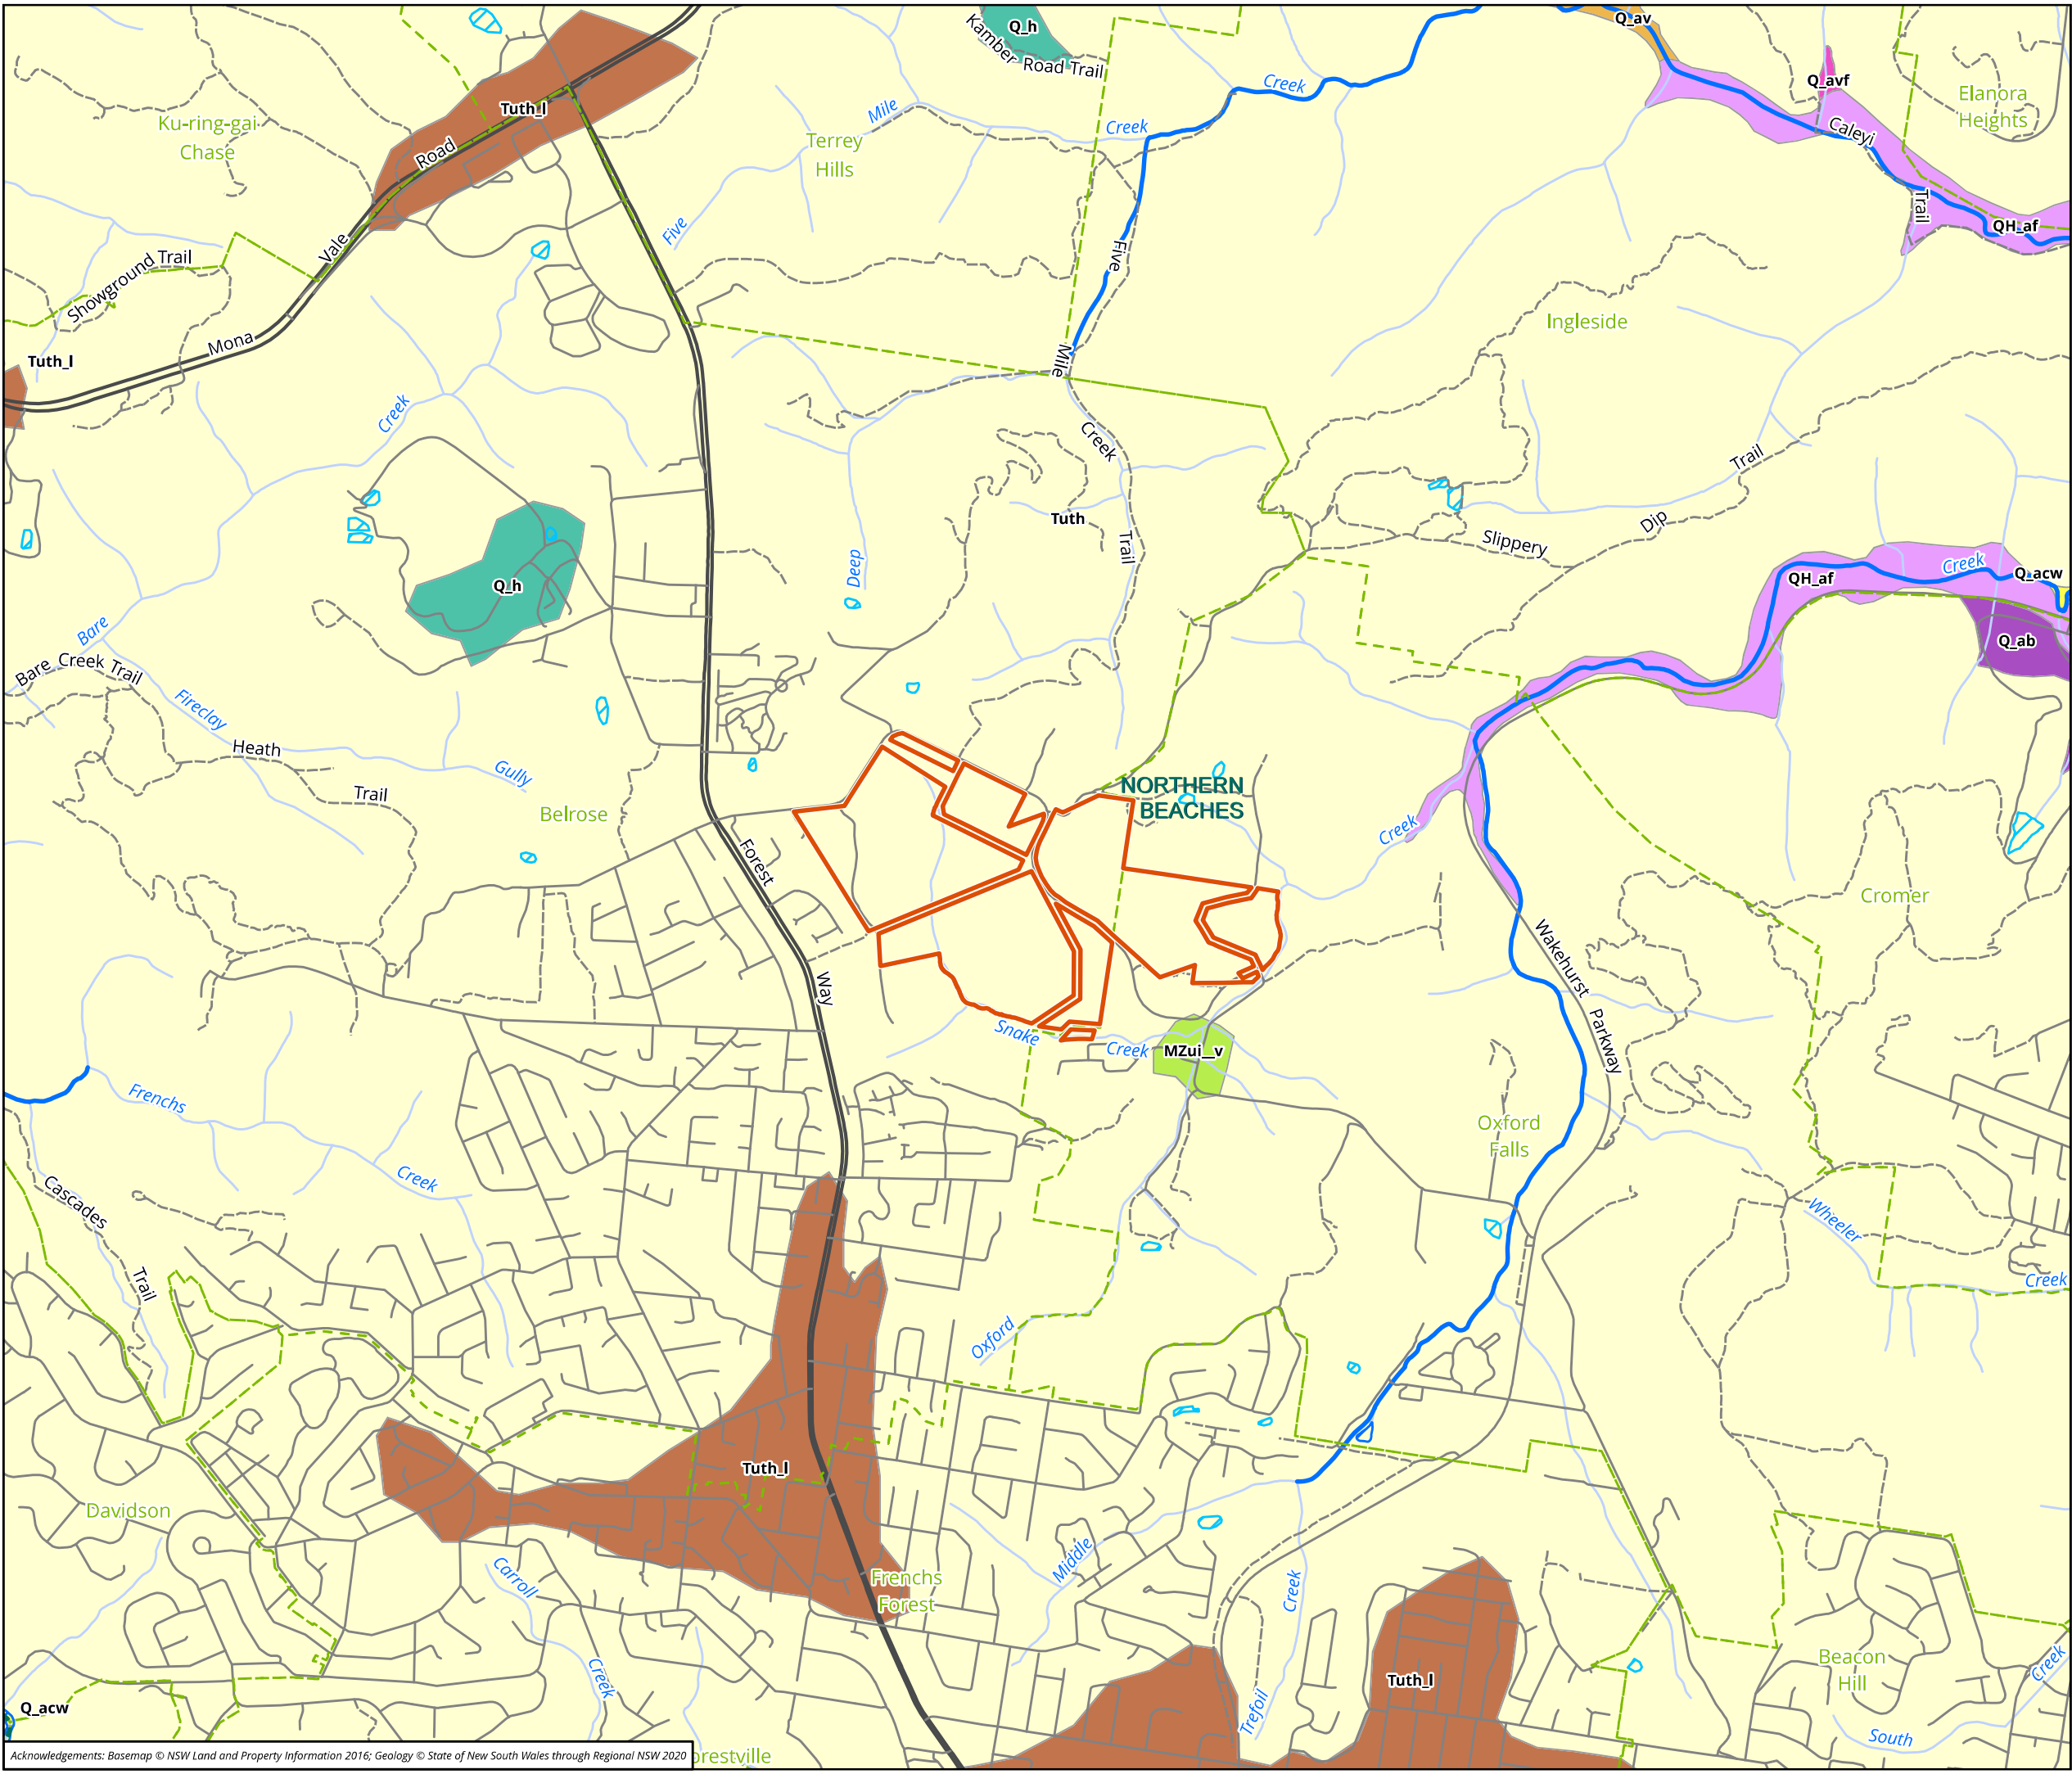 Q_h
Kamber
Road Trail
Q_av
Creek
Q_avf
Elanora
Heights
Tuth_l
Mile
Creek
Caleyi
Trail
Ku-ring-gai
Chase
Road
Terrey
Hills
QH_af
Five
Vale
Five
Showground Trail
Ingleside
Mona
Tuth_l
Mile
Creek
Creek
Trail
Tuth
Slippery
Dip
Trail
Deep
Q_h
QH_af
Creek
Q_acw
Q_ab
Bare
Bare Creek Trail
Fireclay
Heath
Gully
Trail
Belrose
NORTHERN
BEACHES
Creek
Forest
Cromer
Way
Wakehurst
Parkway
Snake
Creek
MZui__v
Frenchs
Creek
Oxford
Falls
Cascades
Trail
Wheeler
Creek
Oxford
Tuth_l
Davidson
Frenchs
Forest
Carroll
Creek
Middle
Creek
Trefoil
Tuth_l
Beacon
Hill
Creek
South
Q_acw
orestville
Acknowledgements: Basemap © NSW Land and Property Information 2016; Geology © State of New South Wales through Regional NSW 2020